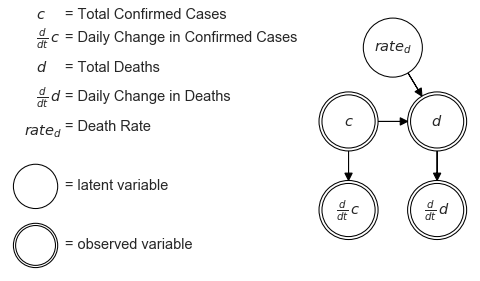 c = Total Confirmed Cases
d/dt c = Daily Change in Confirmed Cases
d = Total Deaths
d/dt d = Daily Change in Deaths
rate_d = Death Rate
= latent variable
= observed variable
rate_d
c
d
d/dt c
d/dt d